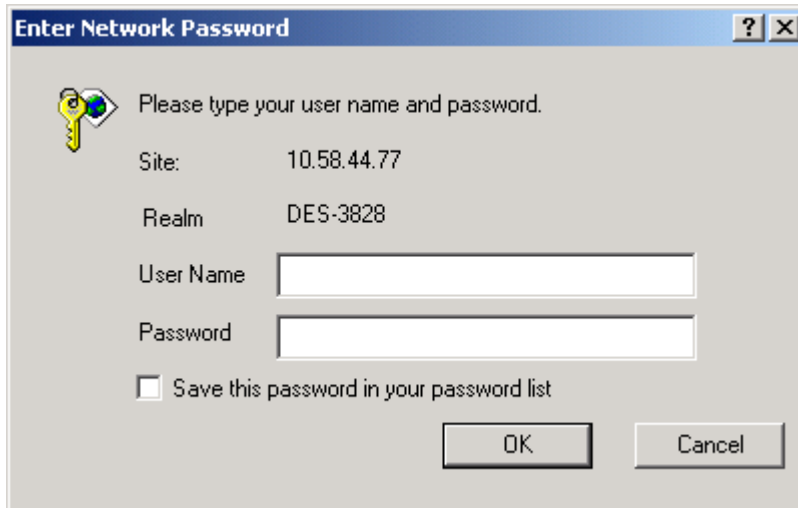 Enter Network Password
Please type your user name and password.
Site: 10.58.44.77
Realm DES-3828
User Name
Password
Save this password in your password list
OK Cancel